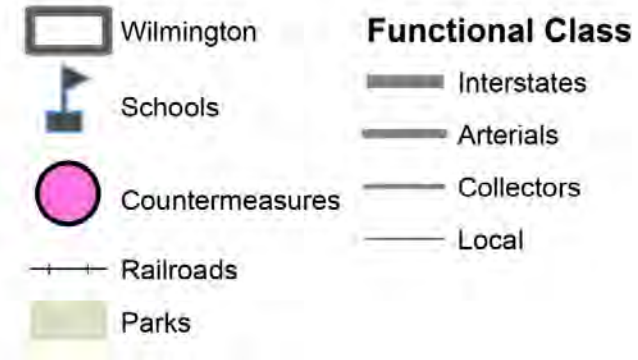 Wilmington
Schools
Countermeasures
Railroads
Parks
Functional Class
Interstates
Arterials
Collectors
Local